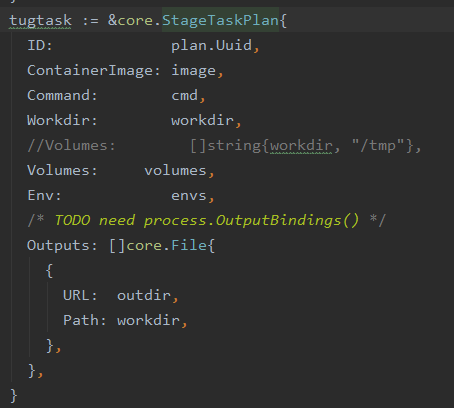 tugtask := &core.StageTaskPlan{
  ID:             plan.Uuid,
  ContainerImage: image,
  Command:        cmd,
  Workdir:        workdir,
  //Volumes:        []string{workdir, "/tmp"},
  Volumes:     volumes,
  Env:            envs,
  /* TODO need process.OutputBindings() */
  Outputs: []core.File{
    {
      URL:  outdir,
      Path: workdir,
    },
  },
}